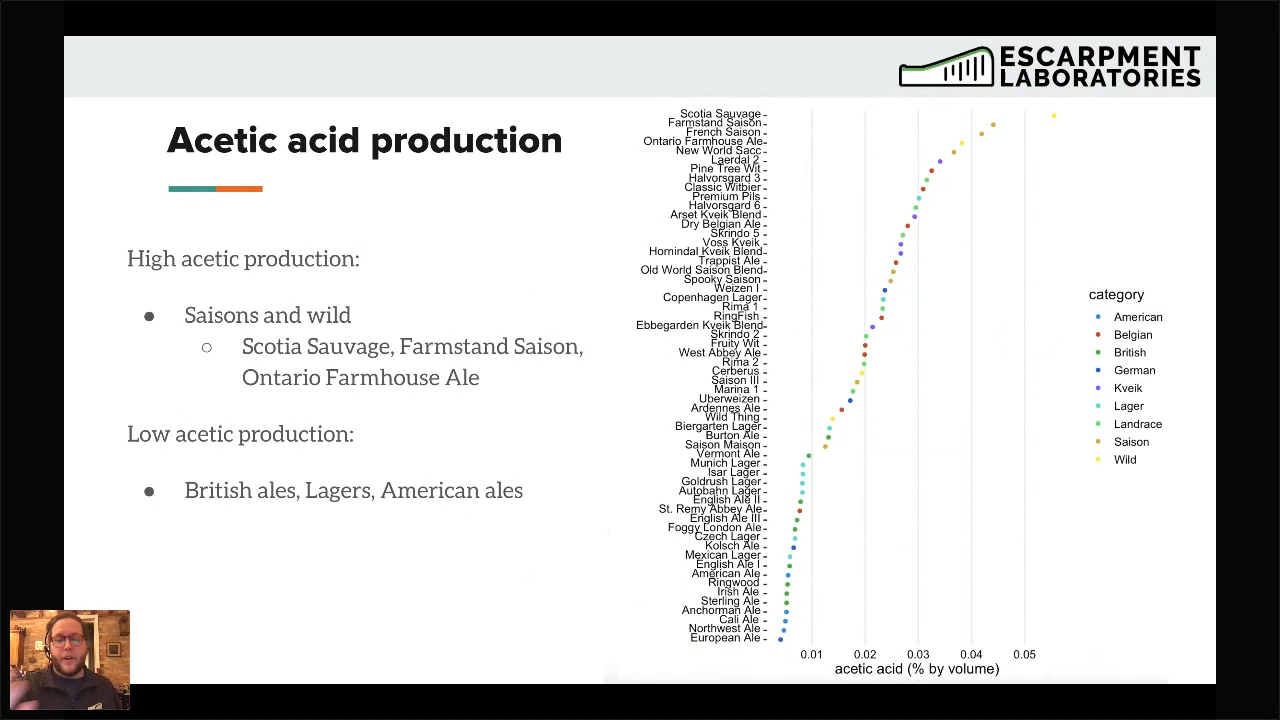 ESCARPMENT
LABORATORIES
Acetic acid production
High acetic production:
● Saisons and wild
○ Scotia Sauvage, Farmstand Saison,
Ontario Farmhouse Ale
Low acetic production:
● British ales, Lagers, American ales
Scotia Sauvage
Farmstand Saison
French Saison
Ontario Farmhouse Ale
New World Sacc
Laerdal 2
Pine Tree Wit
Halvorsgard 3
Classic Witbier
Premium Pils
Halvorsgard 6
Arset Kveik Blend
Dry Belgian Ale
Skrindo 5
Voss Kveik
Hornindal Kveik Blend
Trappist Ale
Old World Saison Blend
Spooky Saison
Weizen I
Copenhagen Lager
Rima 1
RingFish
Ebbegarden Kveik Blend
Skrindo 2
Fruity Wit
West Abbey Ale
Rima 2
Cerberus
Saison III
Marina 1
Uberweizen
Ardennes Ale
Wild Thing
Biergarten Lager
Burton Ale
Saison Maison
Vermont Ale
Munich Lager
Isar Lager
Goldrush Lager
Autobahn Lager
English Ale II
St. Remy Abbey Ale
English Ale III
Foggy London Ale
Czech Lager
Kolsch Ale
Mexican Lager
English Ale I
American Ale
Ringwood
Irish Ale
Sterling Ale
Anchorman Ale
Cali Ale
Northwest Ale
European Ale
0.01 0.02 0.03 0.04 0.05
acetic acid (% by volume)
category
American
Belgian
British
German
Kveik
Lager
Landrace
Saison
Wild